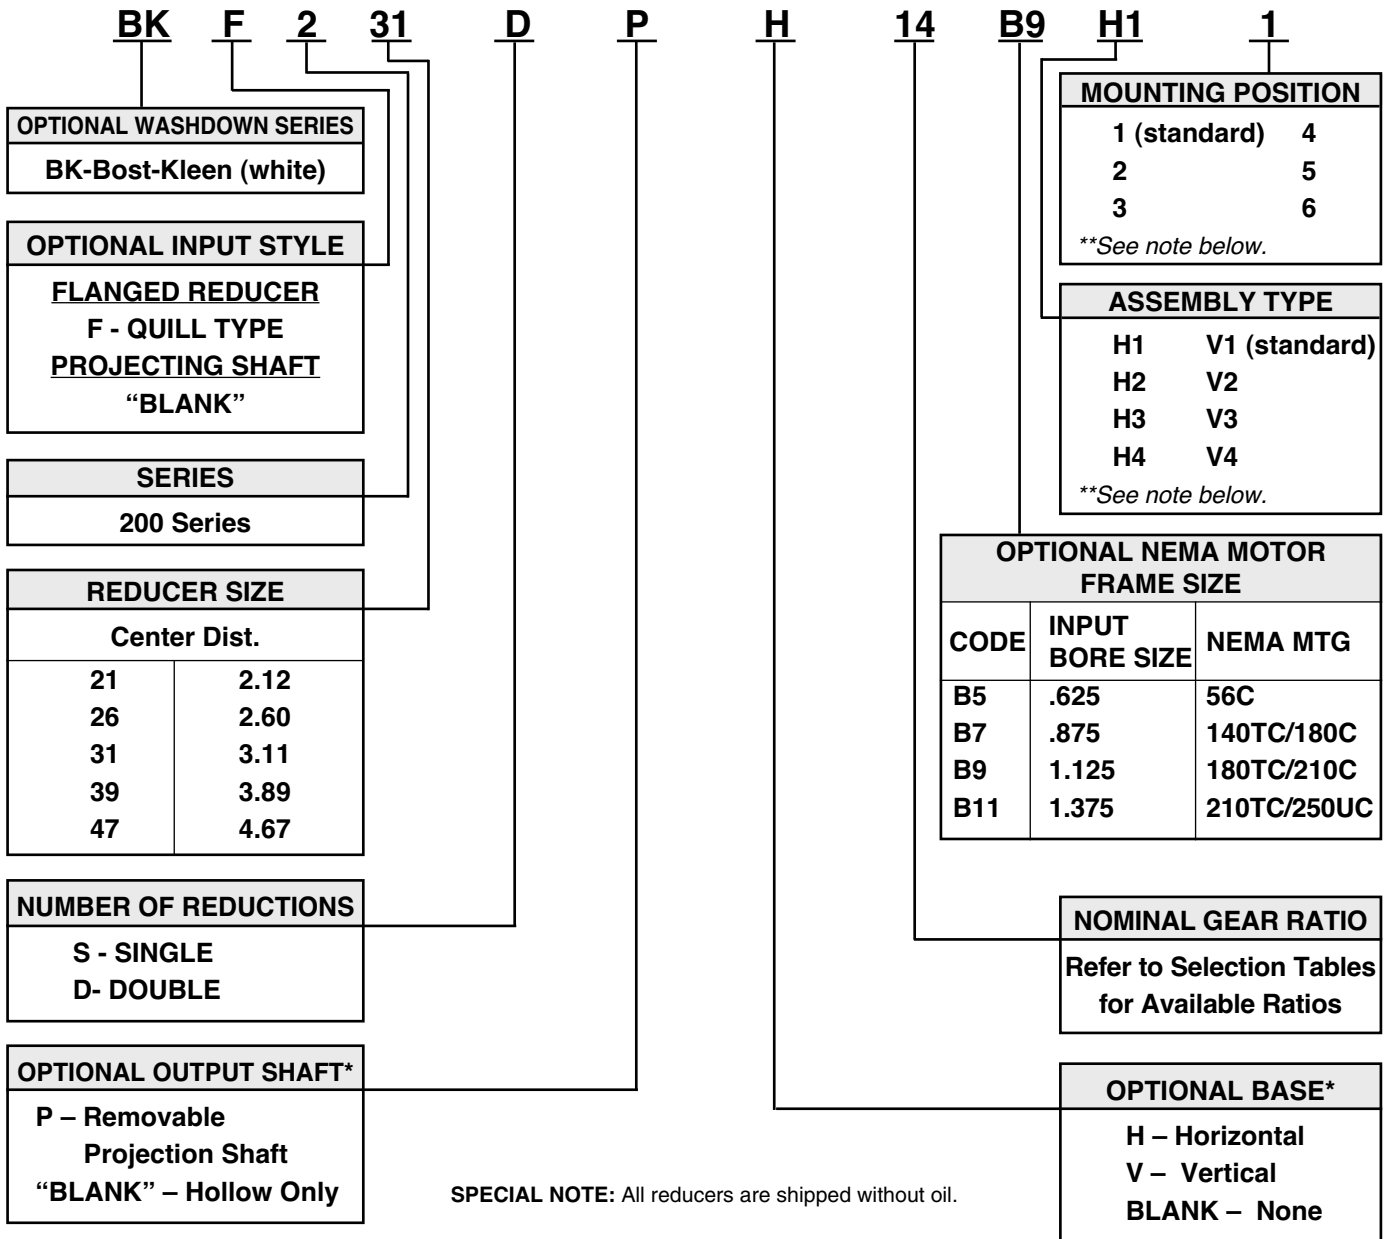 BK F 2 31 D P H 14 B9 H1 1
OPTIONAL WASHDOWN SERIES
BK-Bost-Kleen (white)
OPTIONAL INPUT STYLE
FLANGED REDUCER
F - QUILL TYPE
PROJECTING SHAFT
“BLANK”
SERIES
200 Series
REDUCER SIZE
Center Dist.
21 2.12
26 2.60
31 3.11
39 3.89
47 4.67
NUMBER OF REDUCTIONS
S - SINGLE
D- DOUBLE
OPTIONAL OUTPUT SHAFT*
P – Removable
Projection Shaft
“BLANK” – Hollow Only
SPECIAL NOTE: All reducers are shipped without oil.
MOUNTING POSITION
1 (standard) 4
2 5
3 6
**See note below.
ASSEMBLY TYPE
H1 V1 (standard)
H2 V2
H3 V3
H4 V4
**See note below.
OPTIONAL NEMA MOTOR
FRAME SIZE
CODE INPUT BORE SIZE NEMA MTG
B5 .625 56C
B7 .875 140TC/180C
B9 1.125 180TC/210C
B11 1.375 210TC/250UC
NOMINAL GEAR RATIO
Refer to Selection Tables
for Available Ratios
OPTIONAL BASE*
H – Horizontal
V – Vertical
BLANK – None